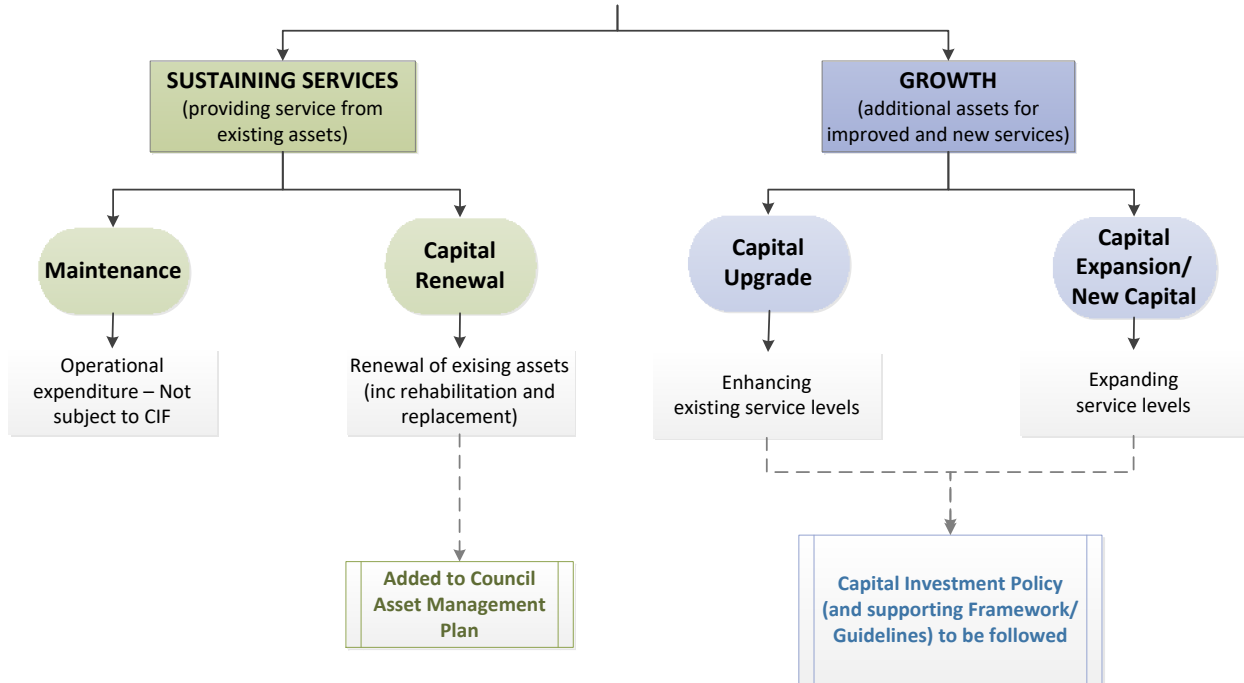 SUSTAINING SERVICES
(providing service from
existing assets)
GROWTH
(additional assets for
improved and new services)
Maintenance
Capital
Renewal
Capital
Upgrade
Capital
Expansion/
New Capital
Operational
expenditure – Not
subject to CIF
Renewal of exising assets
(inc rehabilitation and
replacement)
Enhancing
existing service levels
Expanding
service levels
Added to Council
Asset Management
Plan
Capital Investment Policy
(and supporting Framework/
Guidelines) to be followed